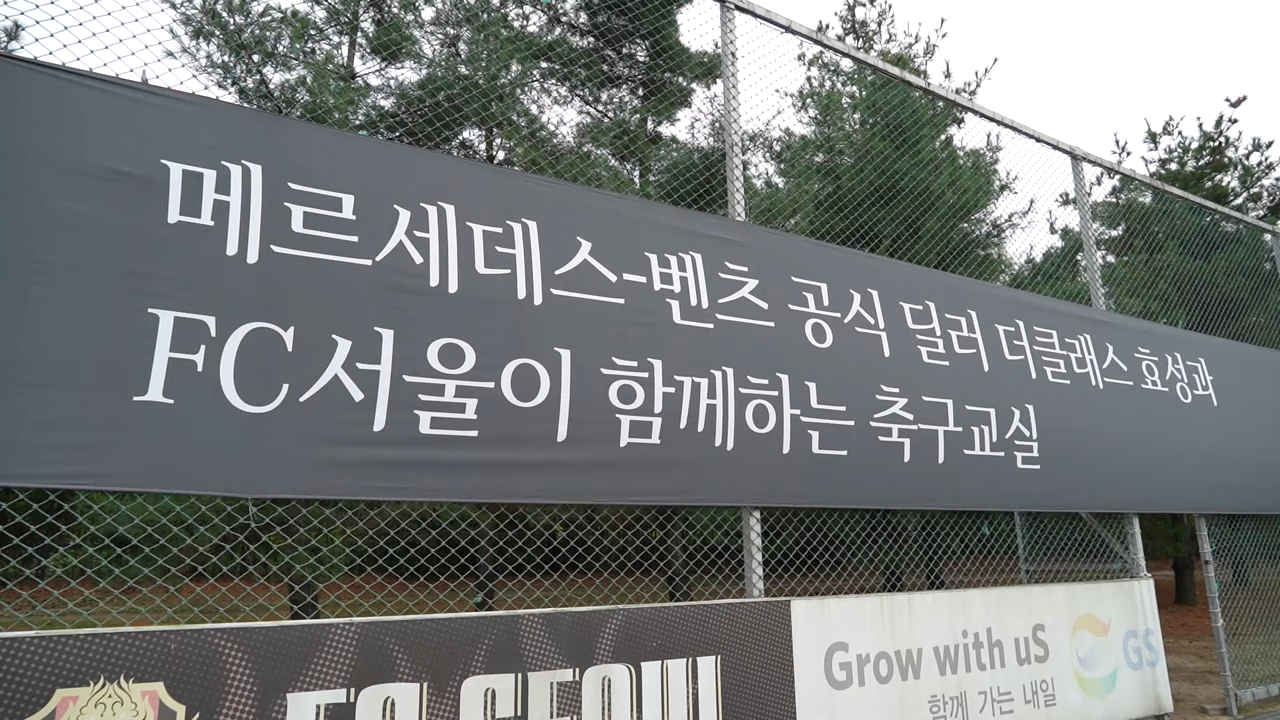 메르세데스-벤츠 공식 딜러 더클래스 효성과
FC서울이 함께하는 축구교실
FC SEOUL
Grow with uS
함께 가는 내일
GS